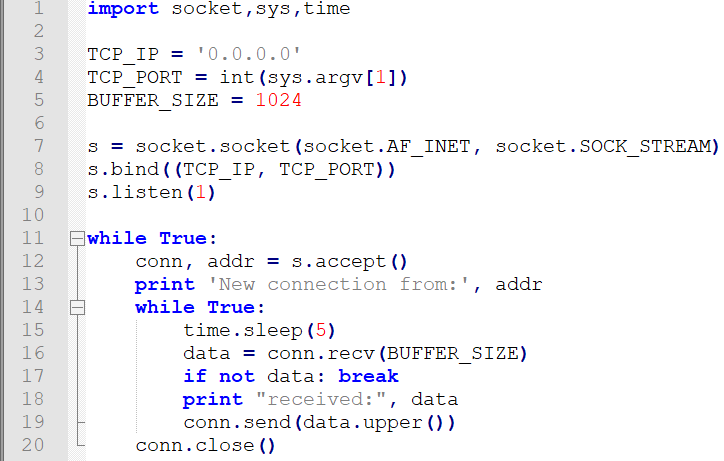 1 import socket,sys,time
2
3 TCP_IP = '0.0.0.0'
4 TCP_PORT = int(sys.argv[1])
5 BUFFER_SIZE = 1024
6
7 s = socket.socket(socket.AF_INET, socket.SOCK_STREAM)
8 s.bind((TCP_IP, TCP_PORT))
9 s.listen(1)
10
11 while True:
12     conn, addr = s.accept()
13     print 'New connection from:', addr
14     while True:
15         time.sleep(5)
16         data = conn.recv(BUFFER_SIZE)
17         if not data: break
18         print "received:", data
19         conn.send(data.upper())
20     conn.close()